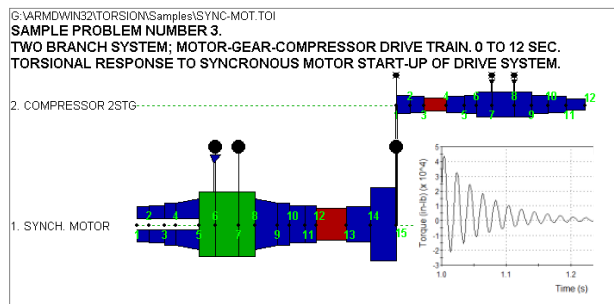 G:\ARMDWIN32\TORSION\Samples\SYNC-MOT.TOI
SAMPLE PROBLEM NUMBER 3.
TWO BRANCH SYSTEM; MOTOR-GEAR-COMPRESSOR DRIVE TRAIN. 0 TO 12 SEC.
TORSIONAL RESPONSE TO SYNCRONOUS MOTOR START-UP OF DRIVE SYSTEM.
2. COMPRESSOR 2STG
1 2 3 4 5 6 7 8 9 10 11 12
1. SYNCH. MOTOR
1 2 3 4 5 6 7 8 9 10 11 12 13 14 15
Torque (in-lb) (x 10^4)
5
4
3
2
1
0
-1
-2
-3
1.0 1.1 1.2
Time (s)